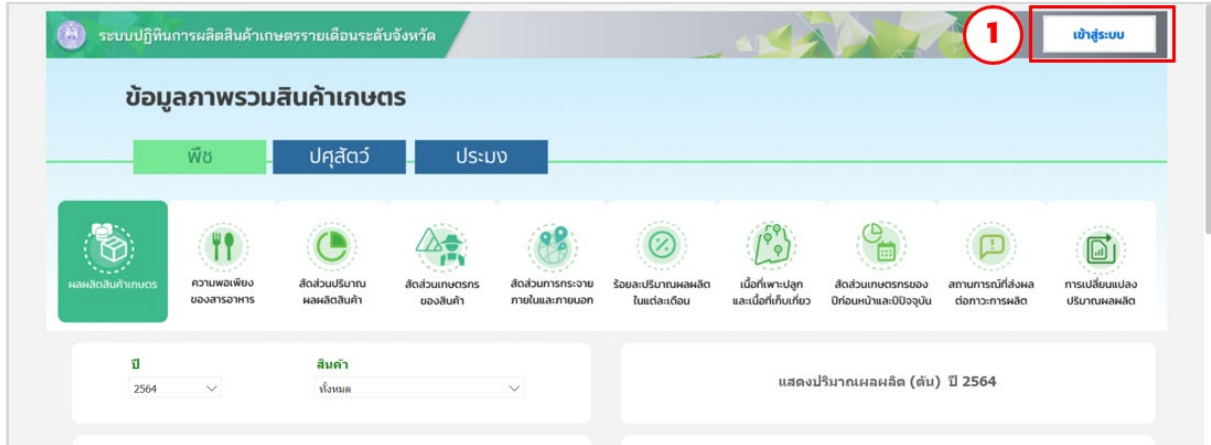 ระบบปฏิทินการผลิตสินค้าเกษตรรายเดือนระดับจังหวัด
1
เข้าสู่ระบบ
ข้อมูลภาพรวมสินค้าเกษตร
พืช
ปศุสัตว์
ประมง
ผลผลิตสินค้าเกษตร
ความพอเพียง
ของสารอาหาร
สัดส่วนปริมาณ
ผลผลิตสินค้า
สัดส่วนเกษตรกร
ของสินค้า
สัดส่วนการกระจาย
ภายในและภายนอก
ร้อยละปริมาณผลผลิต
ในแต่ละเดือน
เนื้อที่เพาะปลูก
และเนื้อที่เก็บเกี่ยว
สัดส่วนเกษตรกรของ
ปีก่อนหน้าและปีปัจจุบัน
สถานการณ์ที่ส่งผล
ต่อภาวะการผลิต
การเปลี่ยนแปลง
ปริมาณผลผลิต
ปี
สินค้า
2564
ทั้งหมด
แสดงปริมาณผลผลิต (ตัน) ปี 2564